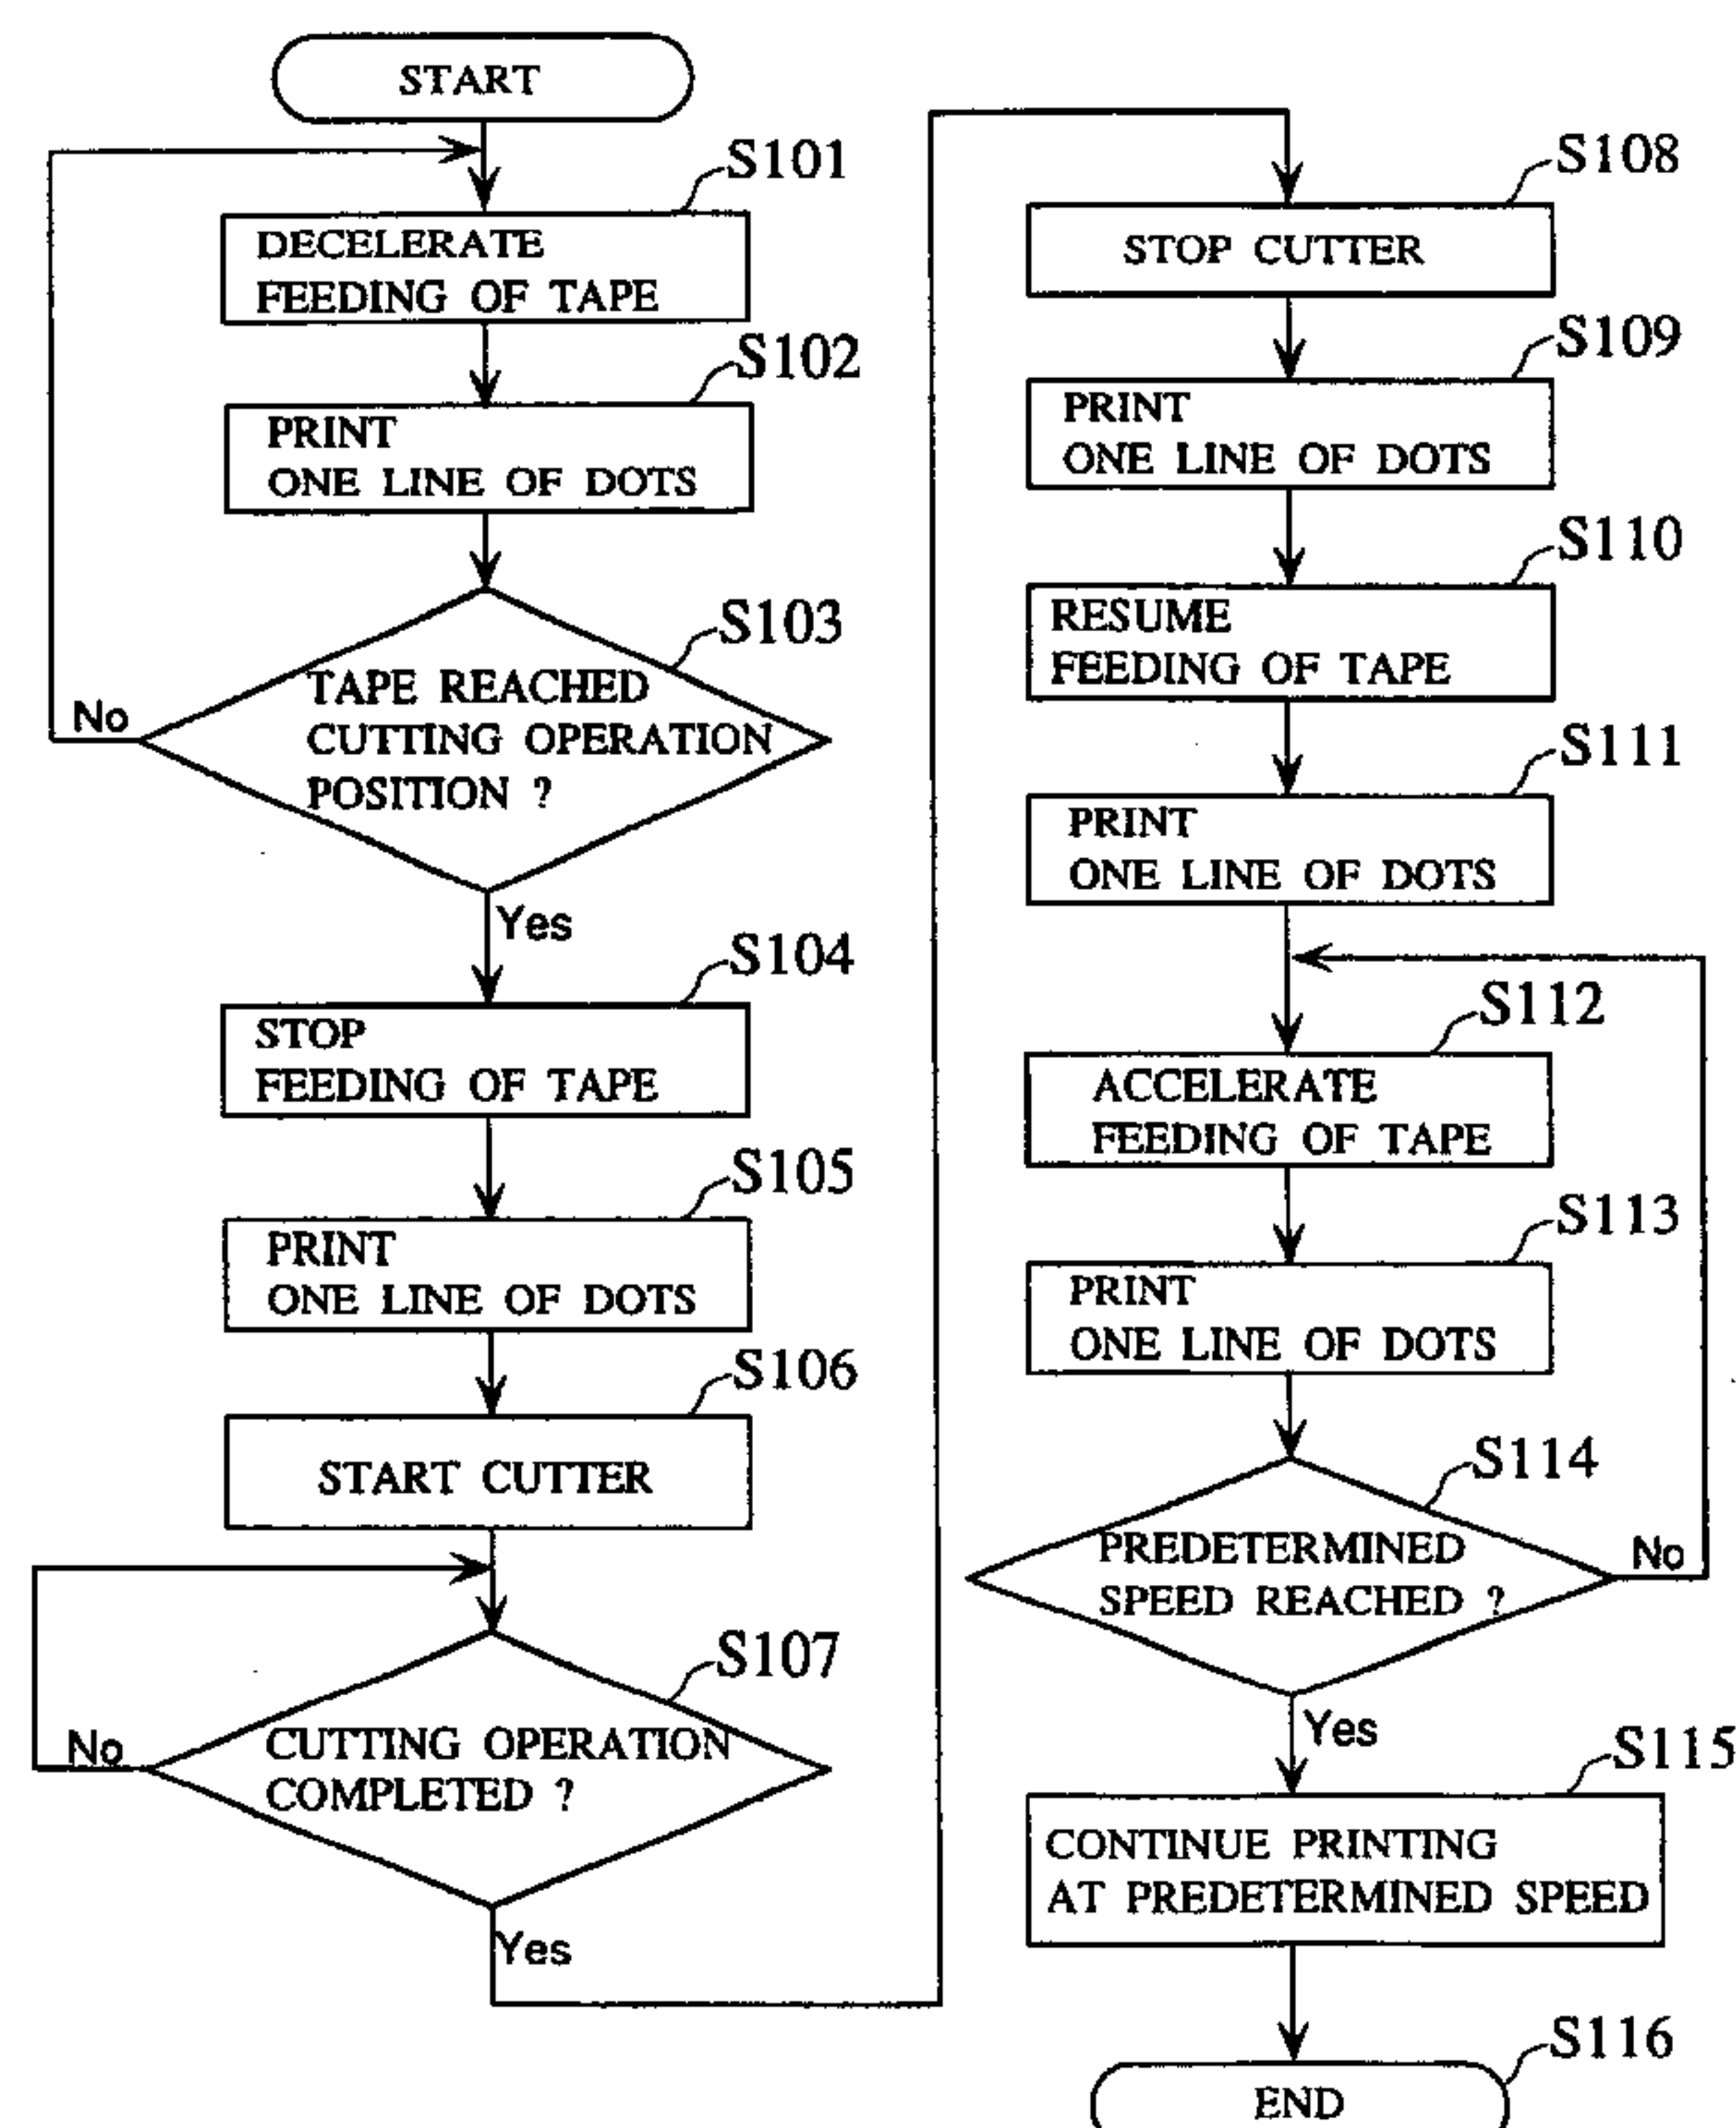 START
S101
DECELERATE
FEEDING OF TAPE
S102
PRINT
ONE LINE OF DOTS
S103
TAPE REACHED
CUTTING OPERATION
POSITION ?
No
Yes
S104
STOP
FEEDING OF TAPE
S105
PRINT
ONE LINE OF DOTS
S106
START CUTTER
S107
CUTTING OPERATION
COMPLETED ?
No
Yes
S108
STOP CUTTER
S109
PRINT
ONE LINE OF DOTS
S110
RESUME
FEEDING OF TAPE
S111
PRINT
ONE LINE OF DOTS
S112
ACCELERATE
FEEDING OF TAPE
S113
PRINT
ONE LINE OF DOTS
S114
PREDETERMINED
SPEED REACHED ?
No
Yes
S115
CONTINUE PRINTING
AT PREDETERMINED SPEED
S116
END